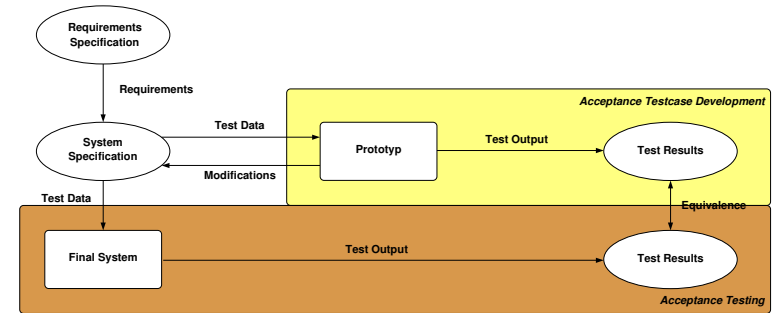 Requirements
Specification
Requirements
Acceptance Testcase Development
Test Data
System
Specification
Prototyp
Test Output
Test Results
Modifications
Test Data
Equivalence
Final System
Test Output
Test Results
Acceptance Testing